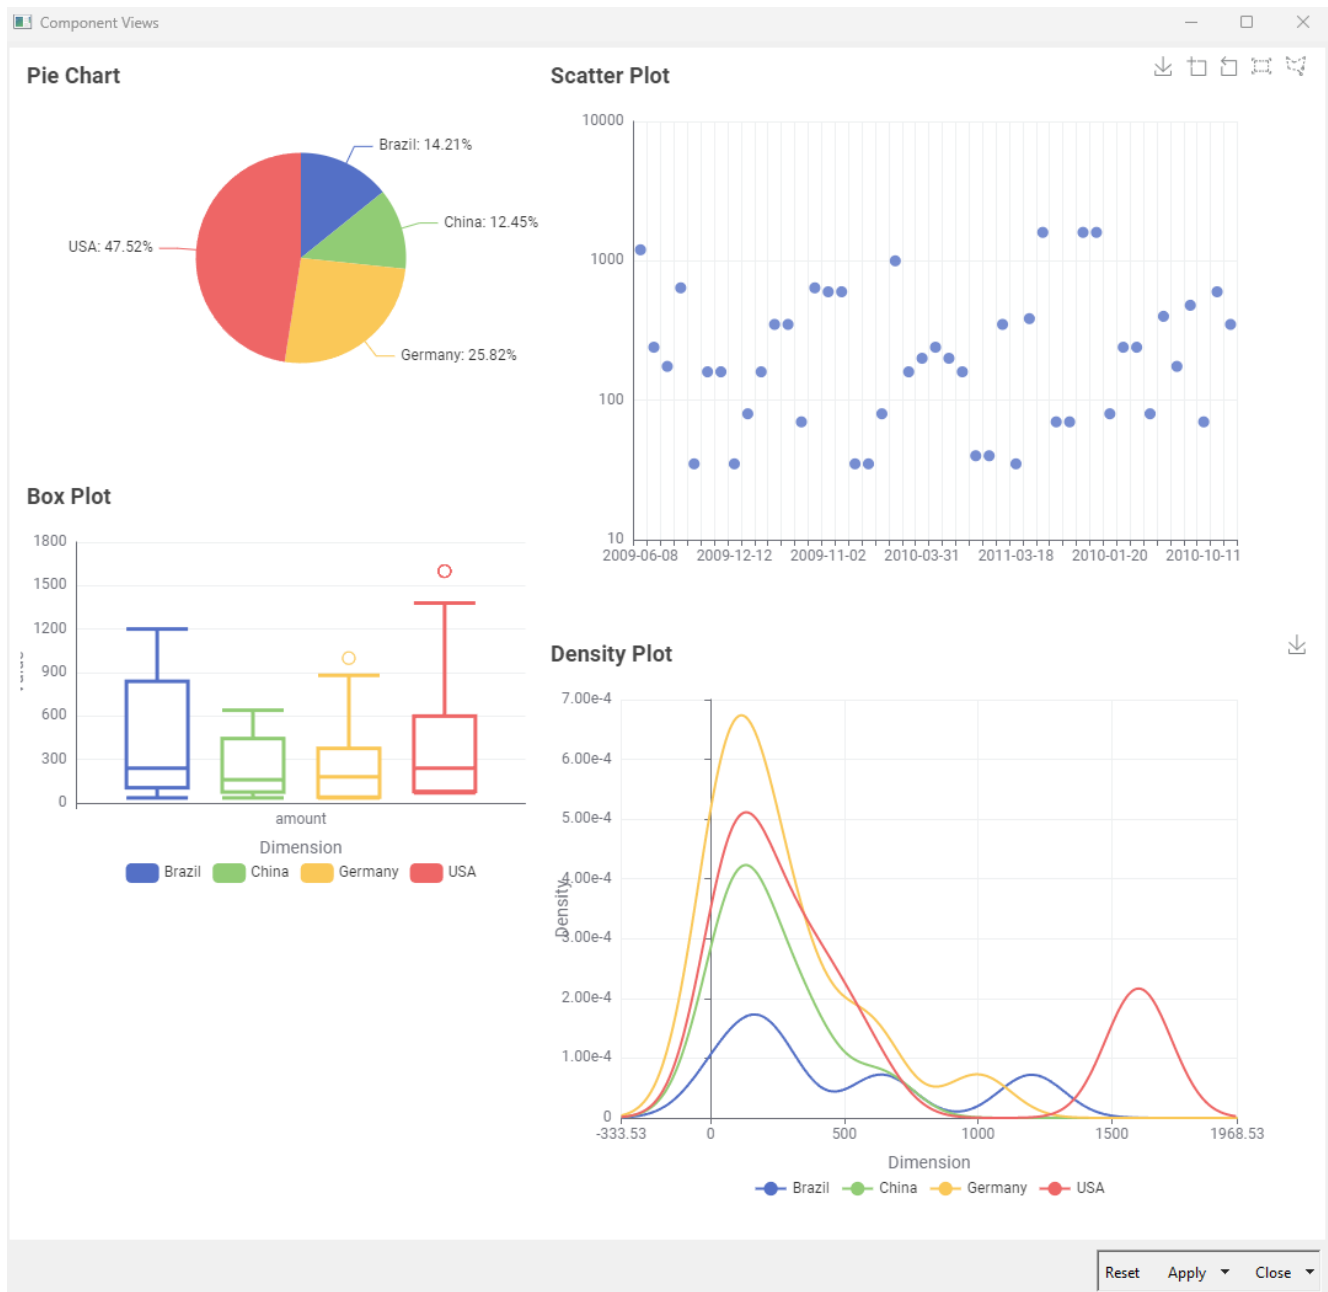 Component Views
Pie Chart
Brazil: 14.21%
China: 12.45%
USA: 47.52%
Germany: 25.82%
Scatter Plot
10000
1000
100
10
2009-06-08 2009-12-12 2009-11-02 2010-03-31 2011-03-18 2010-01-20 2010-10-11
Box Plot
1800
1500
1200
900
600
300
0
amount
Dimension
Brazil China Germany USA
Density Plot
7.00e-4
6.00e-4
5.00e-4
4.00e-4
3.00e-4
2.00e-4
1.00e-4
0
Density
-333.53 0 500 1000 1500 1968.53
Dimension
Brazil China Germany USA
Reset Apply Close